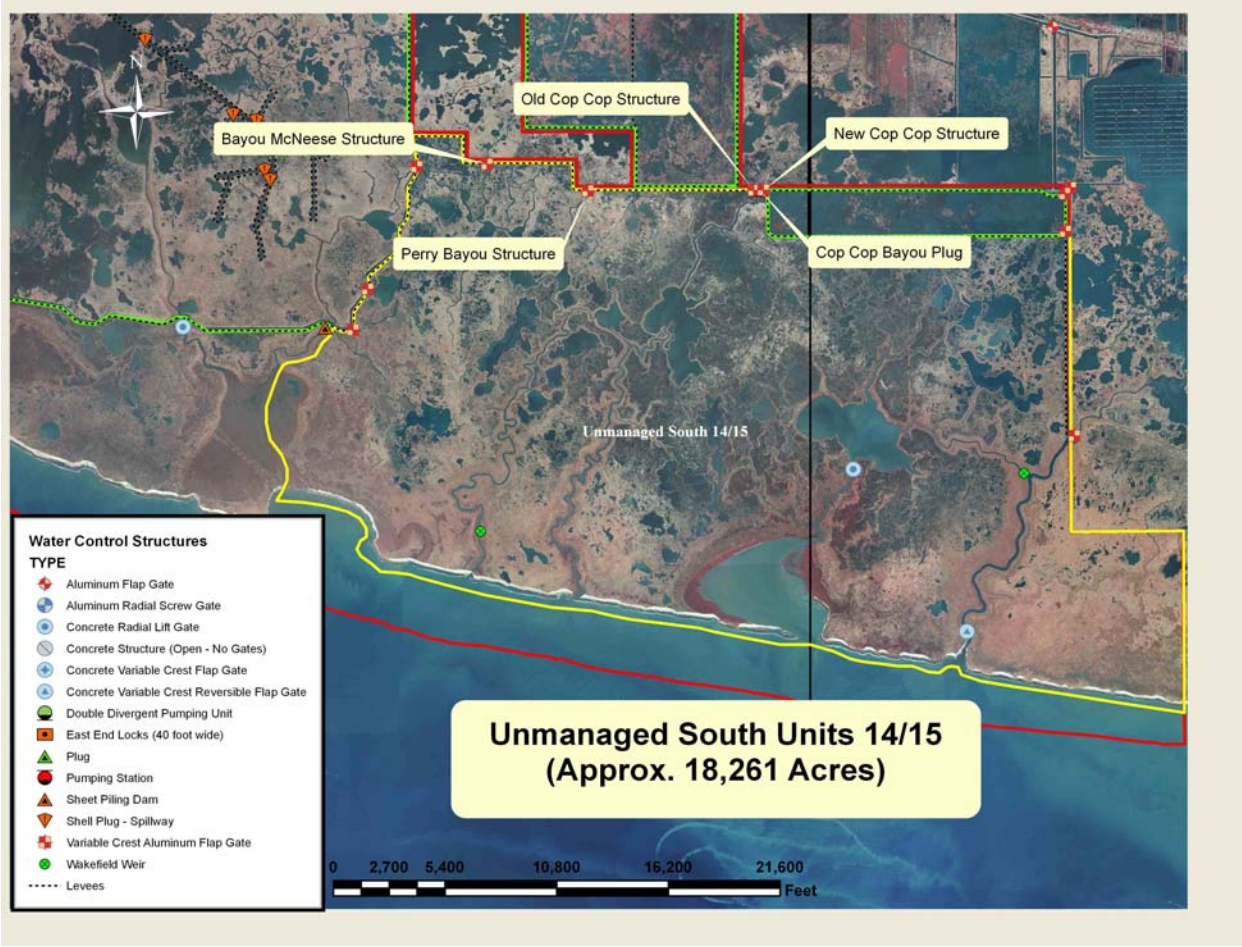 N
Old Cop Cop Structure
Bayou McNeese Structure
New Cop Cop Structure
Perry Bayou Structure
Cop Cop Bayou Plug
Unmanaged South 14/15
Water Control Structures
TYPE
Aluminum Flap Gate
Aluminum Radial Screw Gate
Concrete Radial Lift Gate
Concrete Structure (Open - No Gates)
Concrete Variable Crest Flap Gate
Concrete Variable Crest Reversible Flap Gate
Double Divergent Pumping Unit
East End Locks (40 foot wide)
Plug
Pumping Station
Sheet Piling Dam
Shell Plug - Spillway
Variable Crest Aluminum Flap Gate
Wakefield Weir
Levees
Unmanaged South Units 14/15
(Approx. 18,261 Acres)
0 2,700 5,400 10,800 16,200 21,600
Feet